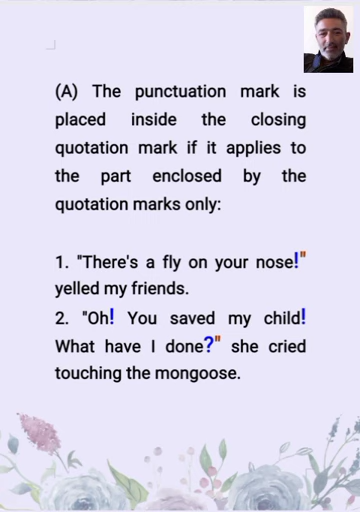 (A) The punctuation mark is
placed inside the closing
quotation mark if it applies to
the part enclosed by the
quotation marks only:
1. "There's a fly on your nose!"
yelled my friends.
2. "Oh! You saved my child!
What have I done?" she cried
touching the mongoose.